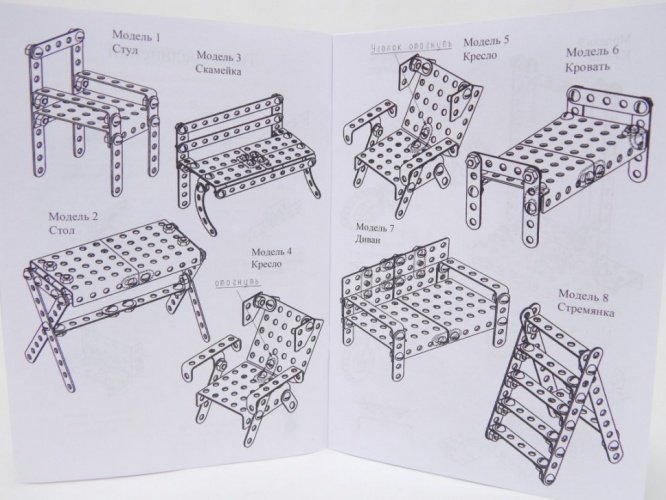 Модель 1
Стул
Модель 3
Скамейка
Модель 2
Стол
Модель 4
Кресло
отогнуть
Уголок отогнуть
Модель 5
Кресло
Модель 6
Кровать
Модель 7
Диван
Модель 8
Стремянка